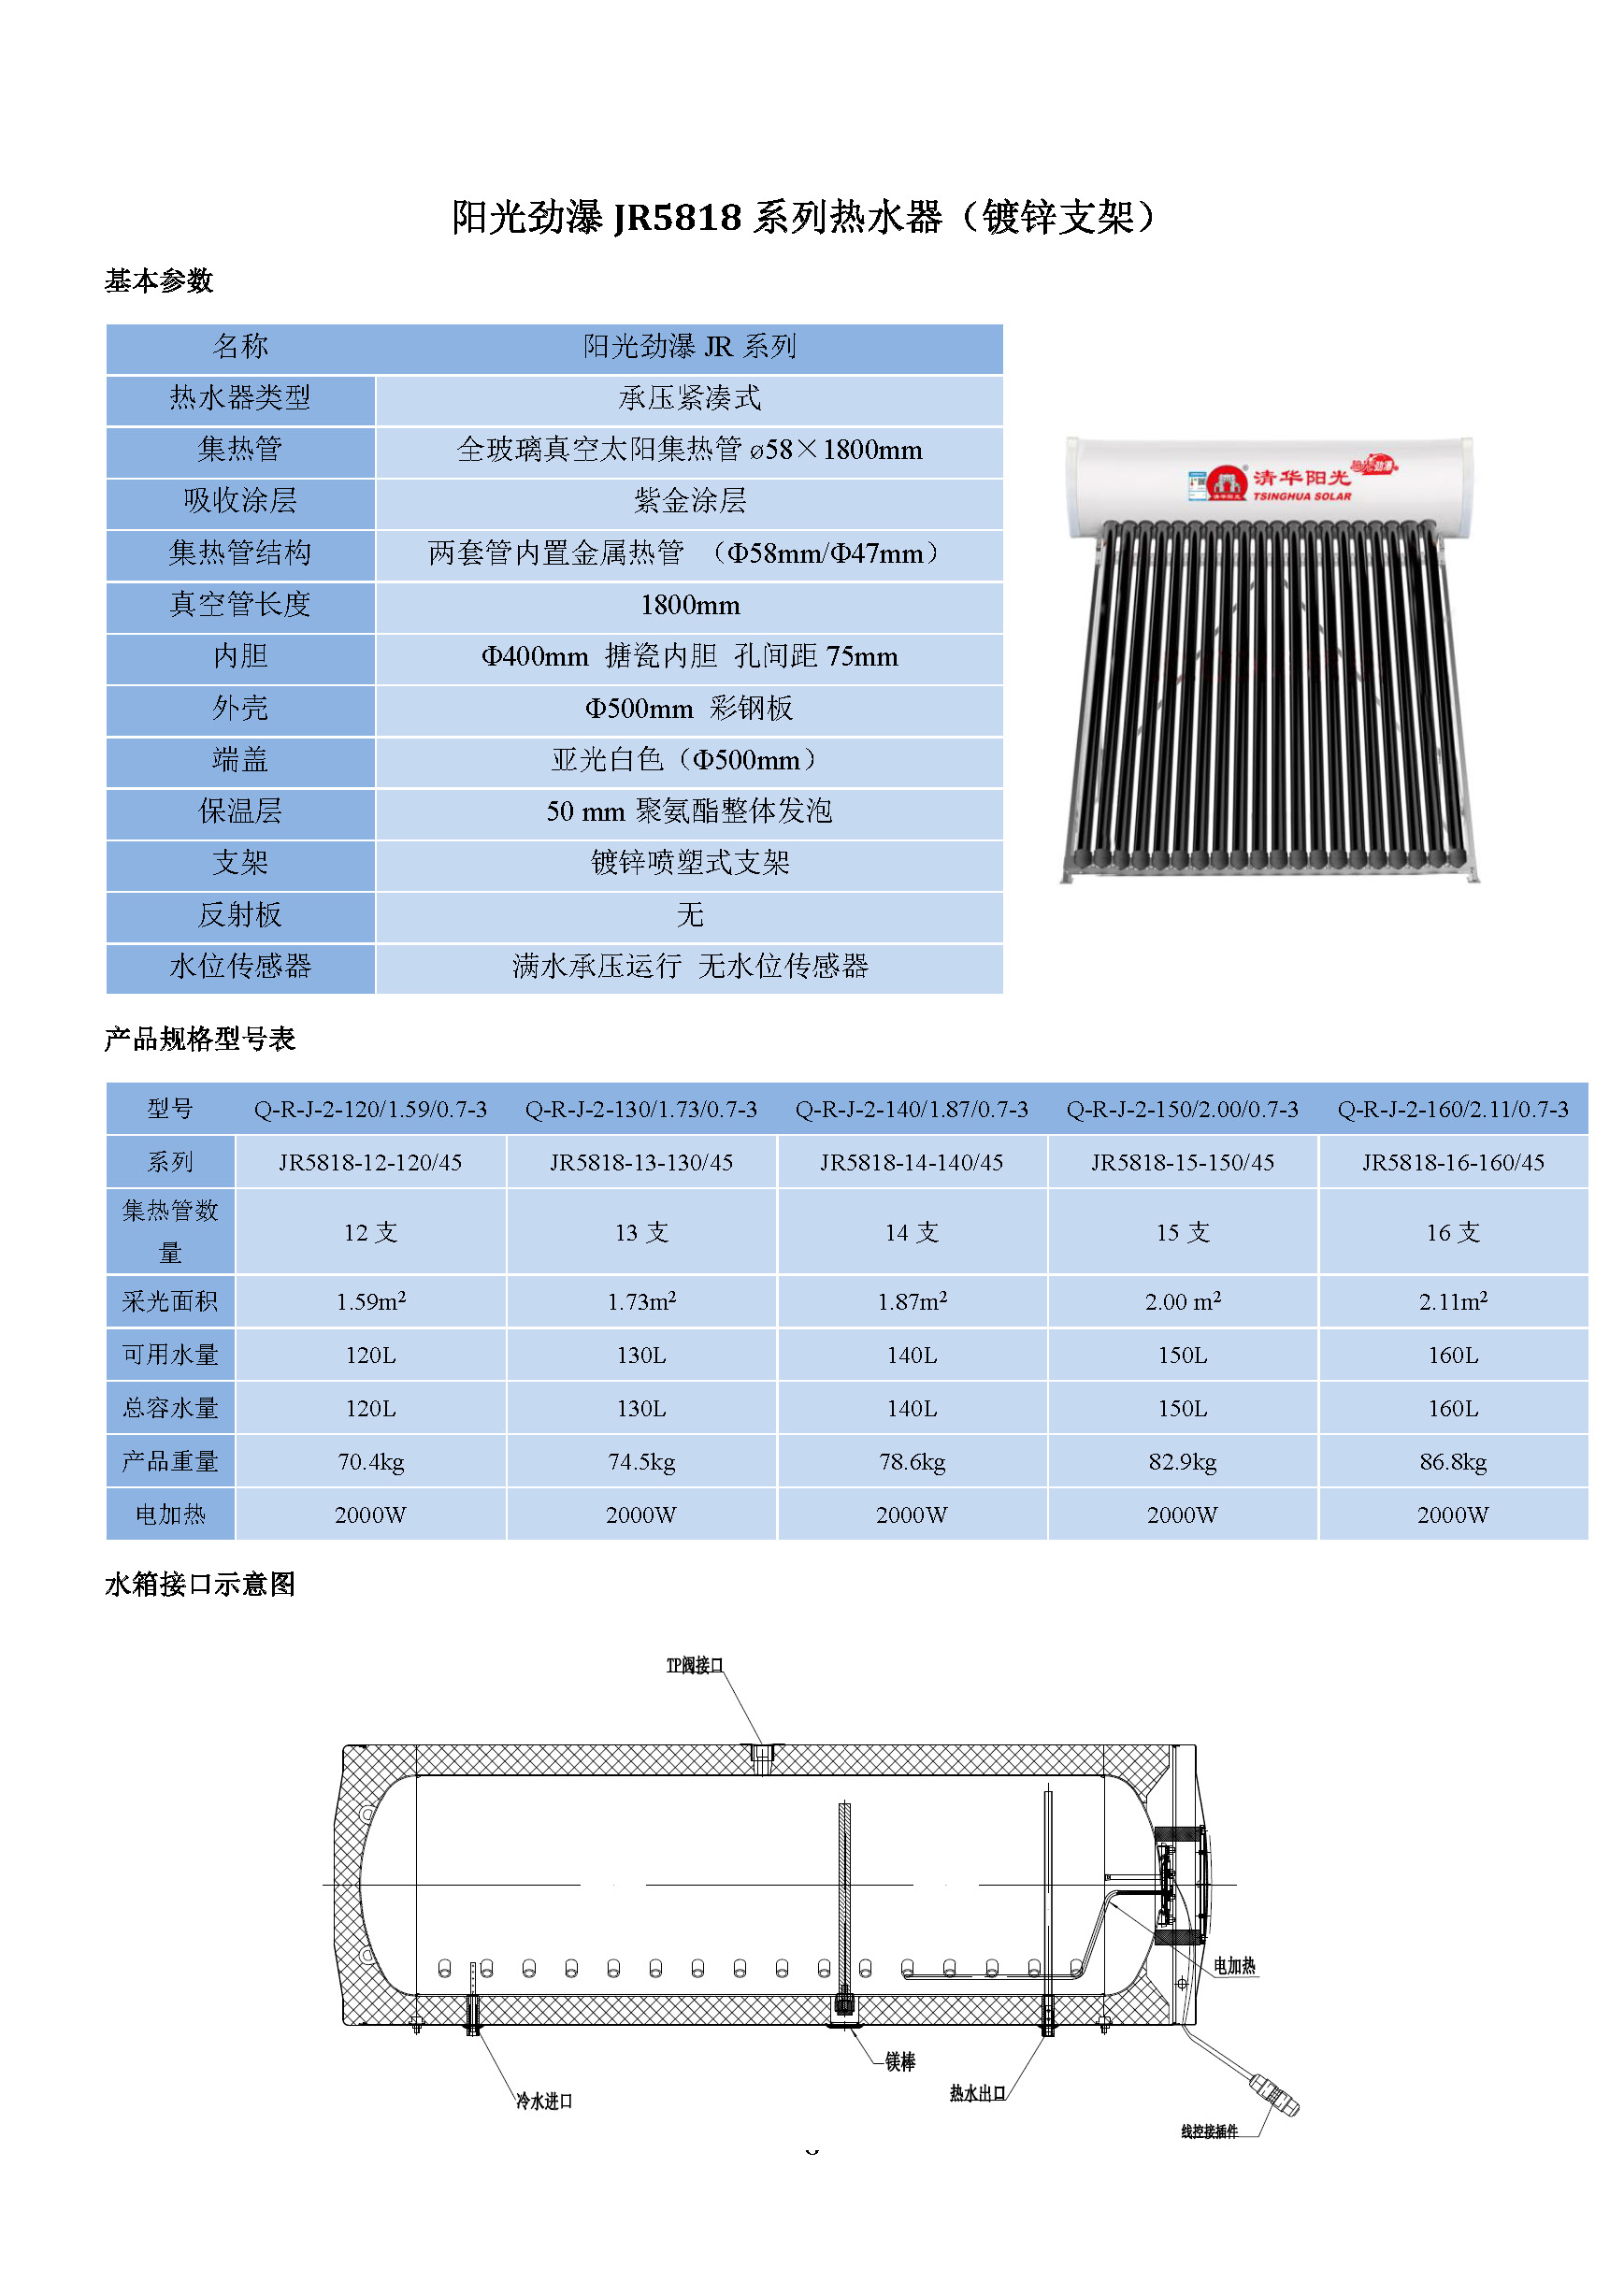 阳光劲瀑 JR5818 系列热水器（镀锌支架）
基本参数
名称 阳光劲瀑 JR 系列
热水器类型 承压紧凑式
集热管 全玻璃真空太阳集热管 ø58×1800mm
吸收涂层 紫金涂层
集热管结构 两套管内置金属热管 （Φ58mm/Φ47mm）
真空管长度 1800mm
内胆 Φ400mm 搪瓷内胆 孔间距 75mm
外壳 Φ500mm 彩钢板
端盖 亚光白色（Φ500mm）
保温层 50 mm 聚氨酯整体发泡
支架 镀锌喷塑式支架
反射板 无
水位传感器 满水承压运行 无水位传感器
清华阳光
TSINGHUA SOLAR
产品规格型号表
型号 Q-R-J-2-120/1.59/0.7-3 Q-R-J-2-130/1.73/0.7-3 Q-R-J-2-140/1.87/0.7-3 Q-R-J-2-150/2.00/0.7-3 Q-R-J-2-160/2.11/0.7-3
系列 JR5818-12-120/45 JR5818-13-130/45 JR5818-14-140/45 JR5818-15-150/45 JR5818-16-160/45
集热管数
量 12 支 13 支 14 支 15 支 16 支
采光面积 1.59m² 1.73m² 1.87m² 2.00 m² 2.11m²
可用水量 120L 130L 140L 150L 160L
总容水量 120L 130L 140L 150L 160L
产品重量 70.4kg 74.5kg 78.6kg 82.9kg 86.8kg
电加热 2000W 2000W 2000W 2000W 2000W
水箱接口示意图
TP阀接口
电加热
镁棒
热水出口
冷水进口
线控接插件